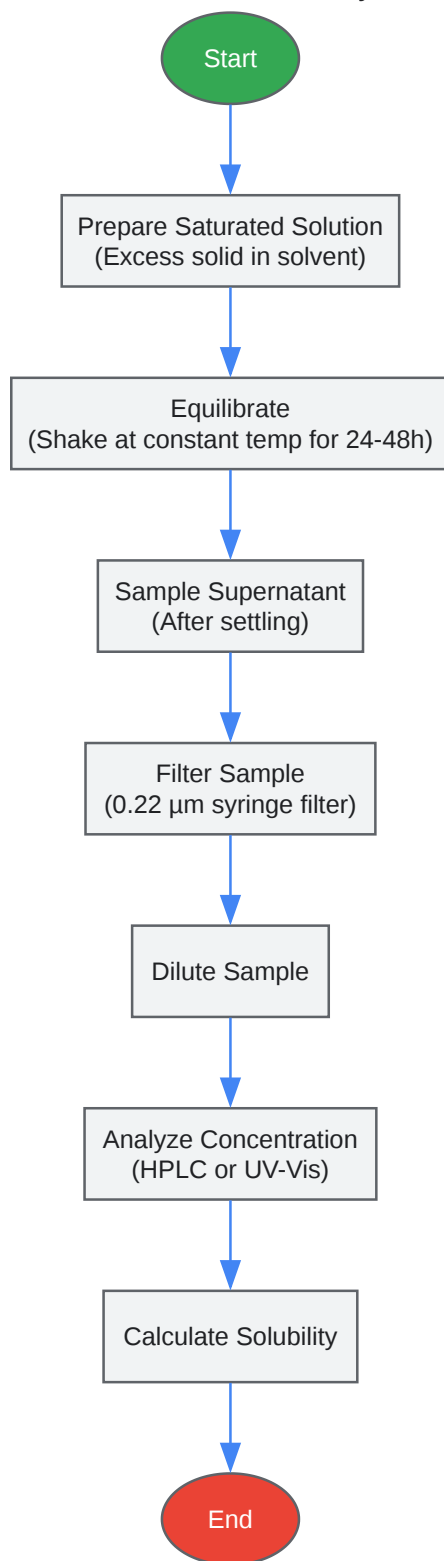 Start
Prepare Saturated Solution
(Excess solid in solvent)
Equilibrate
(Shake at constant temp for 24-48h)
Sample Supernatant
(After settling)
Filter Sample
(0.22 µm syringe filter)
Dilute Sample
Analyze Concentration
(HPLC or UV-Vis)
Calculate Solubility
End